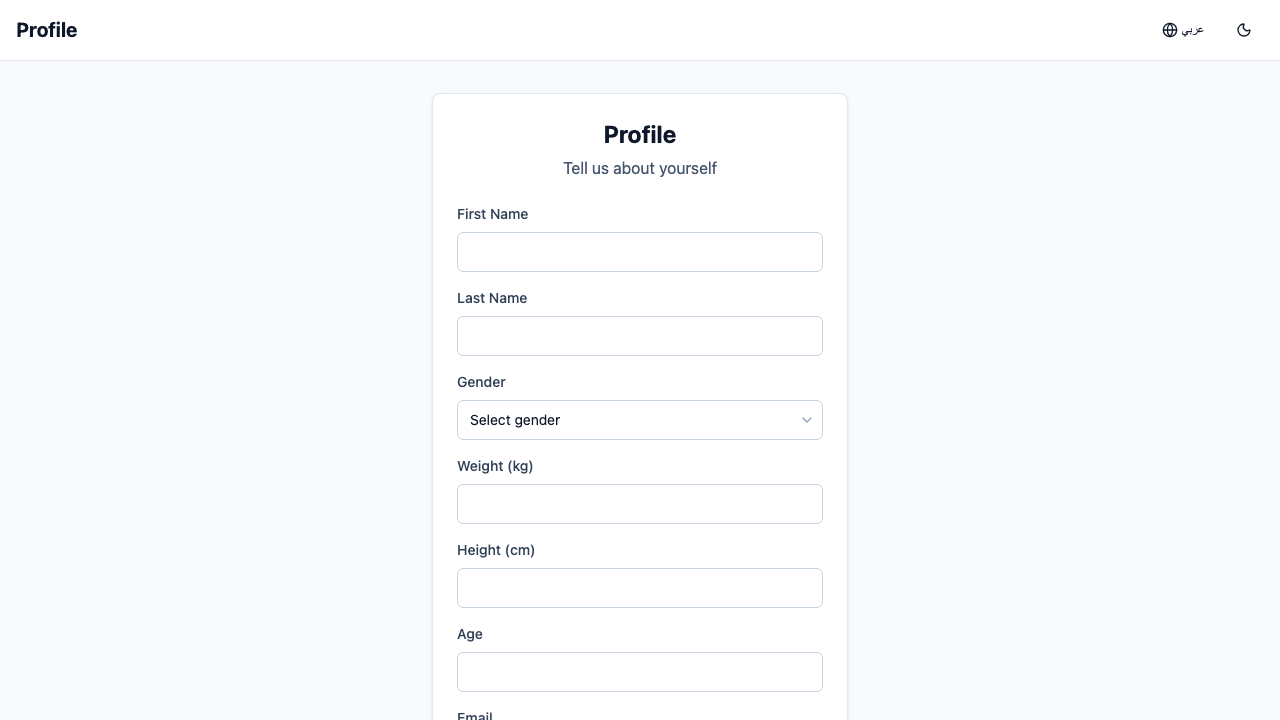 Profile
عربي
Profile
Tell us about yourself
First Name
Last Name
Gender
Select gender
Weight (kg)
Height (cm)
Age
Email